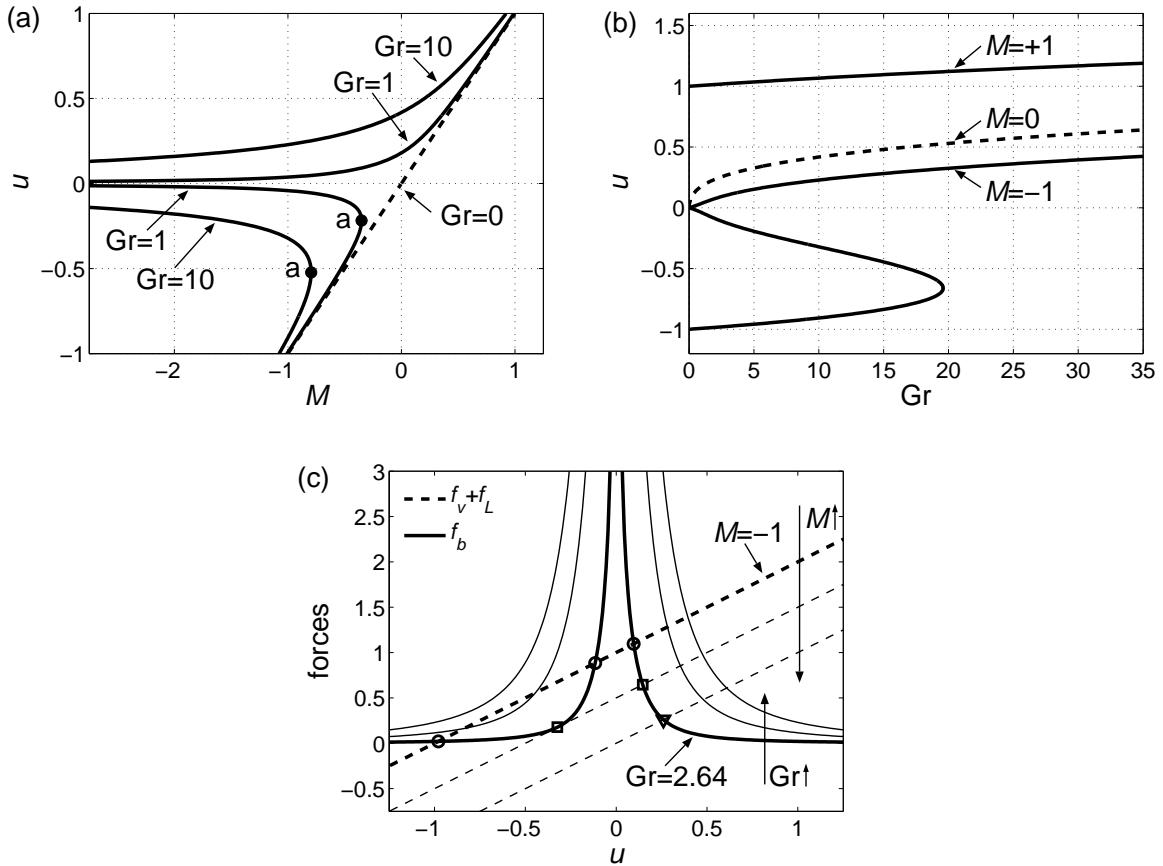 (a)
1
0.5
0
−0.5
−1
−2
−1
0
1
u
M
Gr=10
Gr=1
Gr=0
Gr=1
Gr=10
a
a
(b)
1.5
1
0.5
0
−0.5
−1
0
5
10
15
20
25
30
35
u
Gr
M=+1
M=0
M=−1
(c)
3
2.5
2
1.5
1
0.5
0
−0.5
−1
−0.5
0
0.5
1
forces
u
f_v+f_L
f_b
M=−1
M↑
Gr=2.64
Gr↑